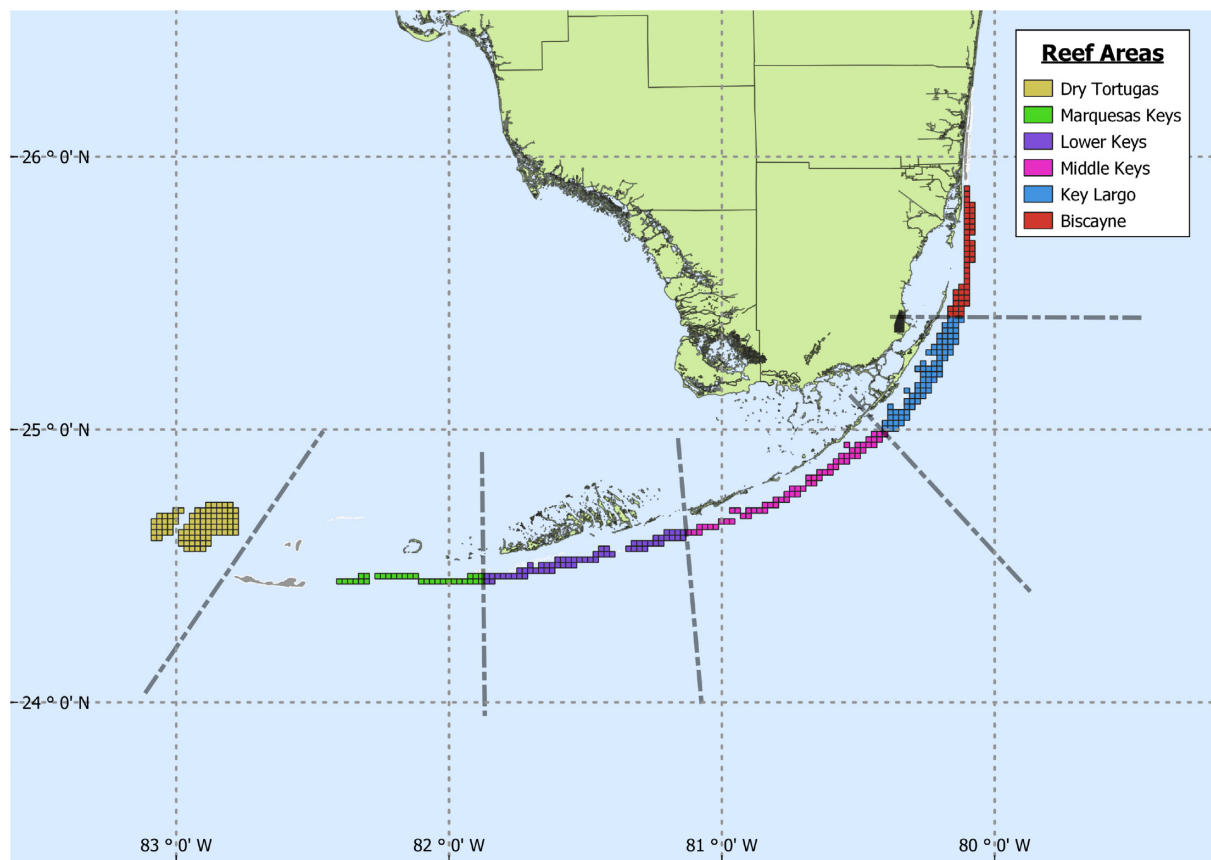 Reef Areas
Dry Tortugas
Marquesas Keys
Lower Keys
Middle Keys
Key Largo
Biscayne
26 ° 0' N
25 ° 0' N
24 ° 0' N
83 ° 0' W
82 ° 0' W
81 ° 0' W
80 ° 0' W